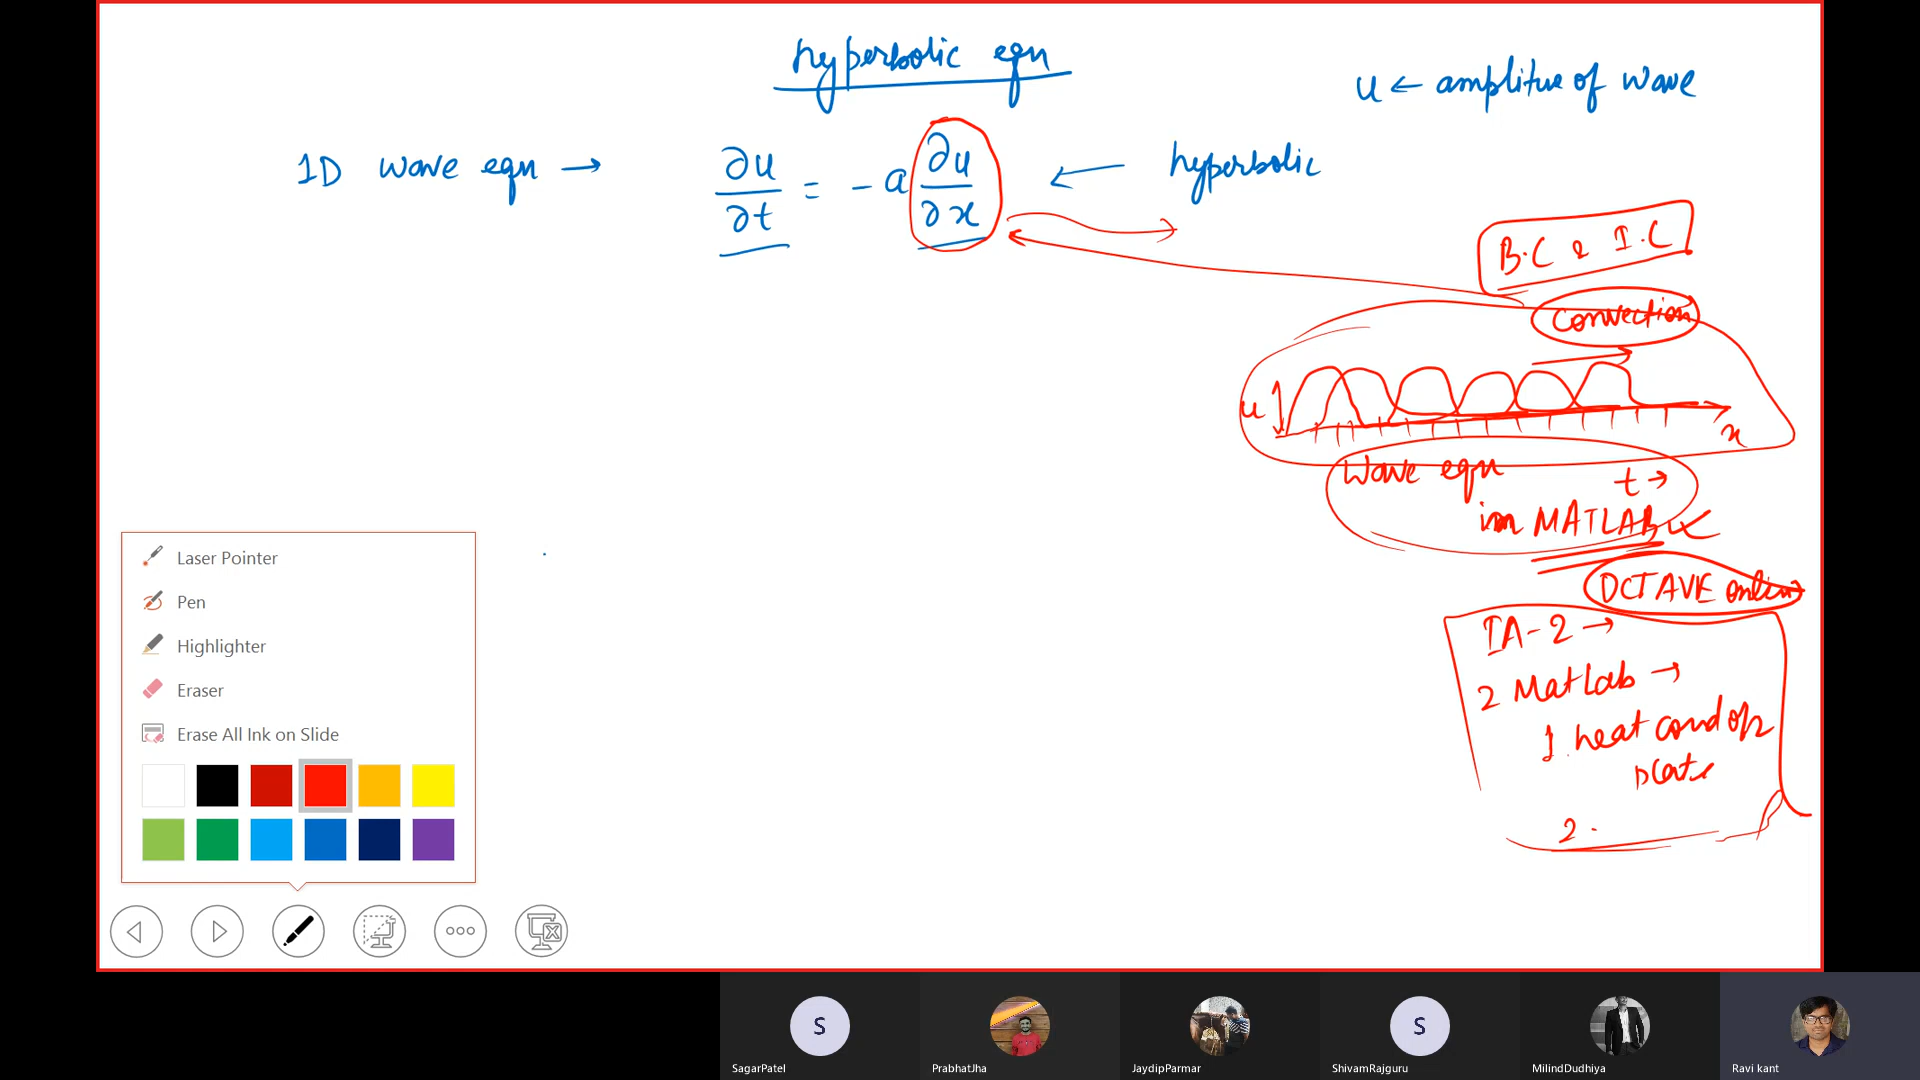 hyperbolic eqn
u ← amplitue of wave
1D wave eqn → ∂u/∂t = - a ∂u/∂x ← hyperbolic
B.C & I.C
convection
u
x
Wave eqn
t →
in MATLAB
OCTAVE online
IA-2 →
2 Matlab →
1. heat cond of
plate
2.
Laser Pointer
Pen
Highlighter
Eraser
Erase All Ink on Slide
S
S
SagarPatel
PrabhatJha
JaydipParmar
ShivamRajguru
MilindDudhiya
Ravi kant